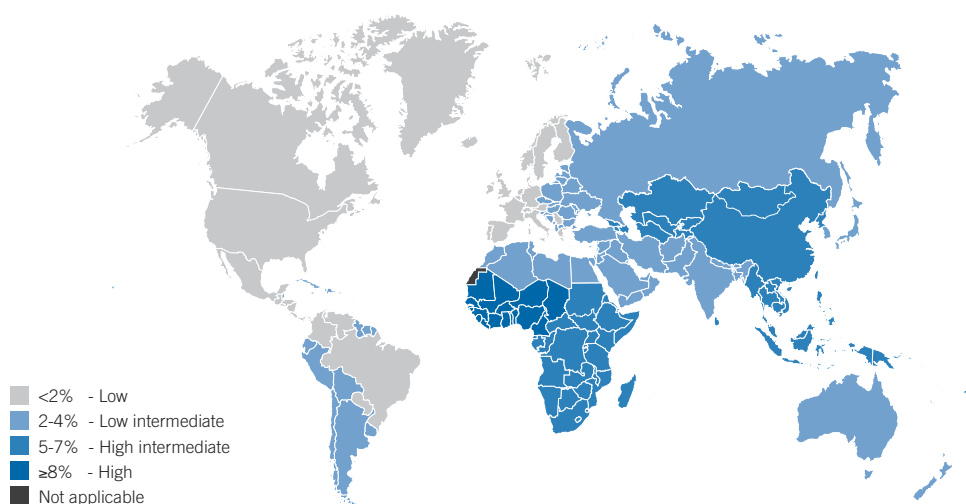 <2% - Low
2-4% - Low intermediate
5-7% - High intermediate
≥8% - High
Not applicable